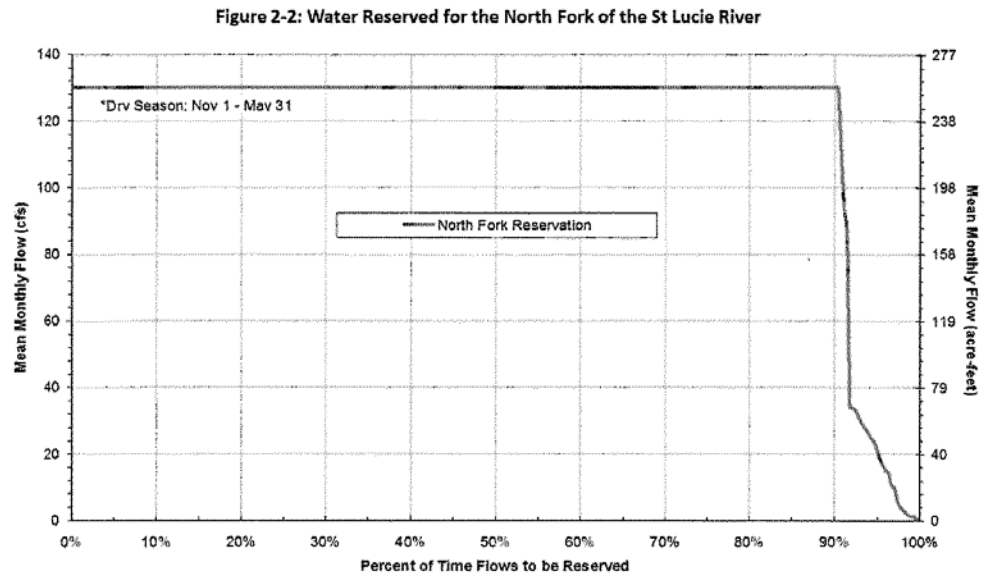 Figure 2-2: Water Reserved for the North Fork of the St Lucie River
140
120
100
80
60
40
20
0
Mean Monthly Flow (cfs)
*Drv Season: Nov 1 - Mav 31
North Fork Reservation
277
238
198
158
119
79
40
0
Mean Monthly Flow (acre-feet)
0% 10% 20% 30% 40% 50% 60% 70% 80% 90% 100%
Percent of Time Flows to be Reserved